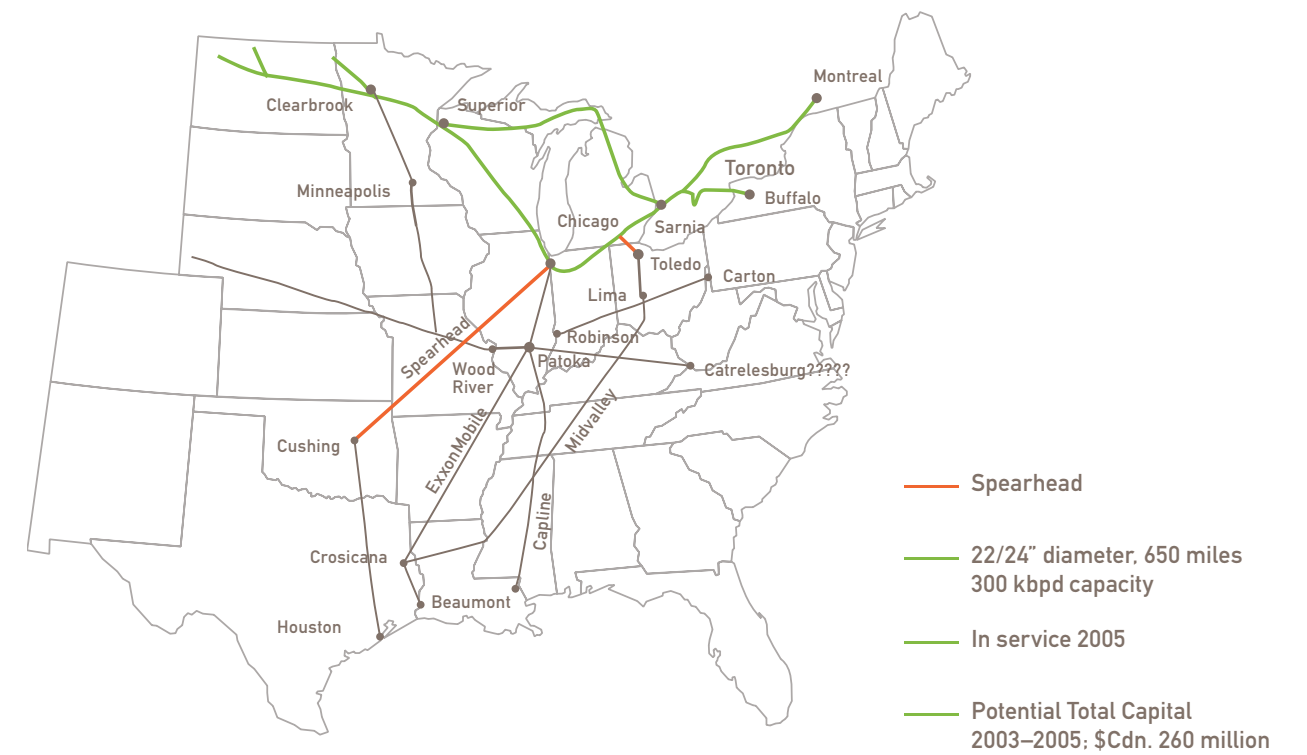 Montreal
Clearbrook
Superior
Toronto
Minneapolis
Buffalo
Chicago
Sarnia
Toledo
Carton
Lima
Robinson
Spearhead
Patoka
Wood
River
Catrelesburg?????
Cushing
ExxonMobile
Midvalley
Capline
Crosicana
Beaumont
Houston
Spearhead
22/24” diameter, 650 miles
300 kbpd capacity
In service 2005
Potential Total Capital
2003–2005; $Cdn. 260 million